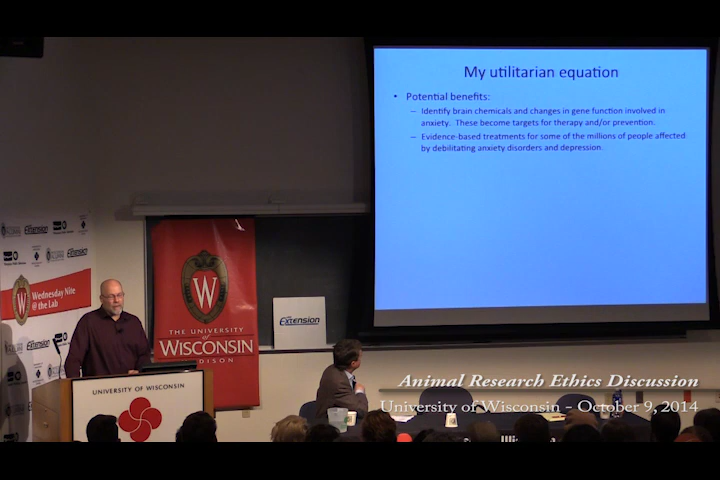 My utilitarian equation
• Potential benefits:
– Identify brain chemicals and changes in gene function involved in
anxiety. These become targets for therapy and/or prevention.
– Evidence-based treatments for some of the millions of people affected
by debilitating anxiety disorders and depression.
Extension
Wednesday Nite
@ the Lab
W
THE UNIVERSITY
WISCONSIN
DISON
Extension
UNIVERSITY OF WISCONSIN
Animal Research Ethics Discussion
University of Wisconsin – October 9, 2014